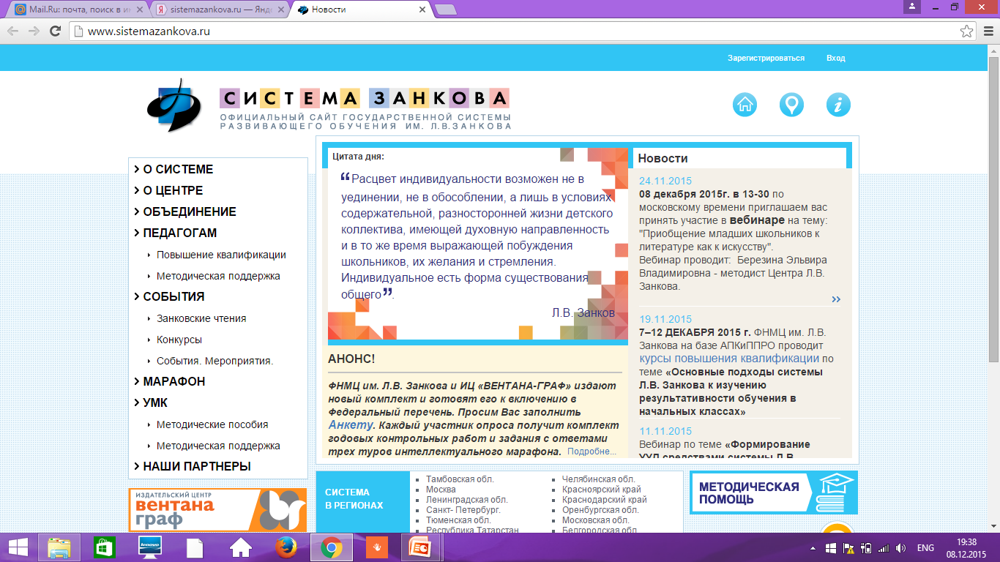 Mail.Ru: почта, поиск в ин
sistemazankova.ru — Янде
Новости
www.sistemazankova.ru
Зарегистрироваться
Вход
СИСТЕМА ЗАНКОВА
ОФИЦИАЛЬНЫЙ САЙТ ГОСУДАРСТВЕННОЙ СИСТЕМЫ
РАЗВИВАЮЩЕГО ОБУЧЕНИЯ ИМ. Л.В.ЗАНКОВА
О СИСТЕМЕ
О ЦЕНТРЕ
ОБЪЕДИНЕНИЕ
ПЕДАГОГАМ
Повышение квалификации
Методическая поддержка
СОБЫТИЯ
Занковские чтения
Конкурсы
События. Мероприятия.
МАРАФОН
УМК
Методические пособия
Методическая поддержка
НАШИ ПАРТНЕРЫ
ИЗДАТЕЛЬСКИЙ ЦЕНТР
вентана
граф
Цитата дня:
“Расцвет индивидуальности возможен не в
уединении, не в обособлении, а лишь в условиях
содержательной, разносторонней жизни детского
коллектива, имеющей духовную направленность
и в то же время выражающей побуждения
школьников, их желания и стремления.
Индивидуальное есть форма существования
общего”.
Л.В. Занков
АНОНС!
ФНМЦ им. Л.В. Занкова и ИЦ «ВЕНТАНА-ГРАФ» издают
новый комплект и готовят его к включению в
Федеральный перечень. Просим Вас заполнить
Анкету. Каждый участник опроса получит комплект
годовых контрольных работ и задания с ответами
трех туров интеллектуального марафона. Подробнее...
Новости
24.11.2015
08 декабря 2015г. в 13-30 по
московскому времени приглашаем вас
принять участие в вебинаре на тему:
"Приобщение младших школьников к
литературе как к искусству".
Вебинар проводит: Березина Эльвира
Владимировна - методист Центра Л.В.
Занкова.
>>
19.11.2015
7–12 ДЕКАБРЯ 2015 г. ФНМЦ им. Л.В.
Занкова на базе АПКиППРО проводит
курсы повышения квалификации по
теме «Основные подходы системы
Л.В. Занкова к изучению
результативности обучения в
начальных классах»
11.11.2015
Вебинар по теме «Формирование
УУД средствами системы Л.В.
СИСТЕМА
В РЕГИОНАХ
Тамбовская обл.
Москва
Ленинградская обл.
Санкт- Петербург.
Тюменская обл.
Республика Татарстан
Челябинская обл.
Красноярский край
Краснодарский край
Оренбургская обл.
Московская обл.
Белгородская обл.
МЕТОДИЧЕСКАЯ
ПОМОЩЬ
lenovo
ENG
19:38
08.12.2015